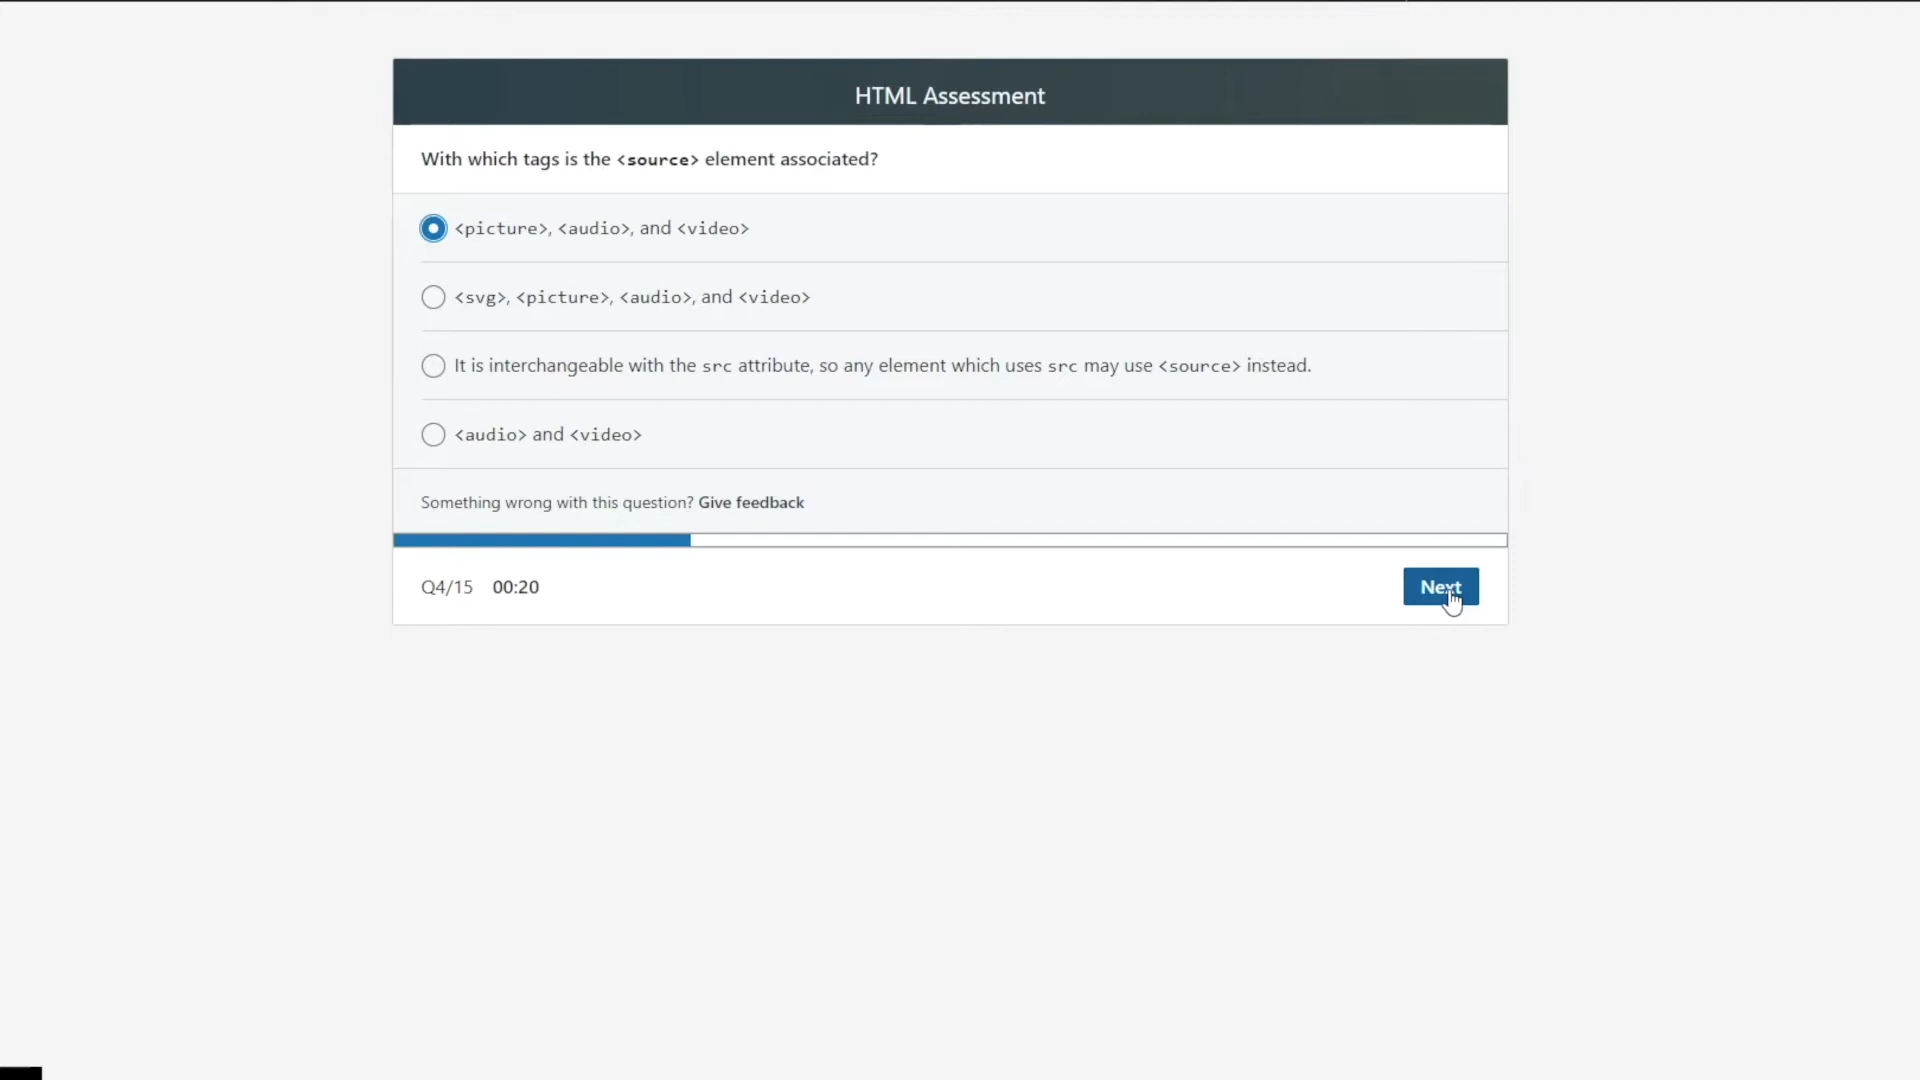 HTML Assessment
With which tags is the <source> element associated?
<picture>, <audio>, and <video>
<svg>, <picture>, <audio>, and <video>
It is interchangeable with the src attribute, so any element which uses src may use <source> instead.
<audio> and <video>
Something wrong with this question? Give feedback
Q4/15 00:20
Next